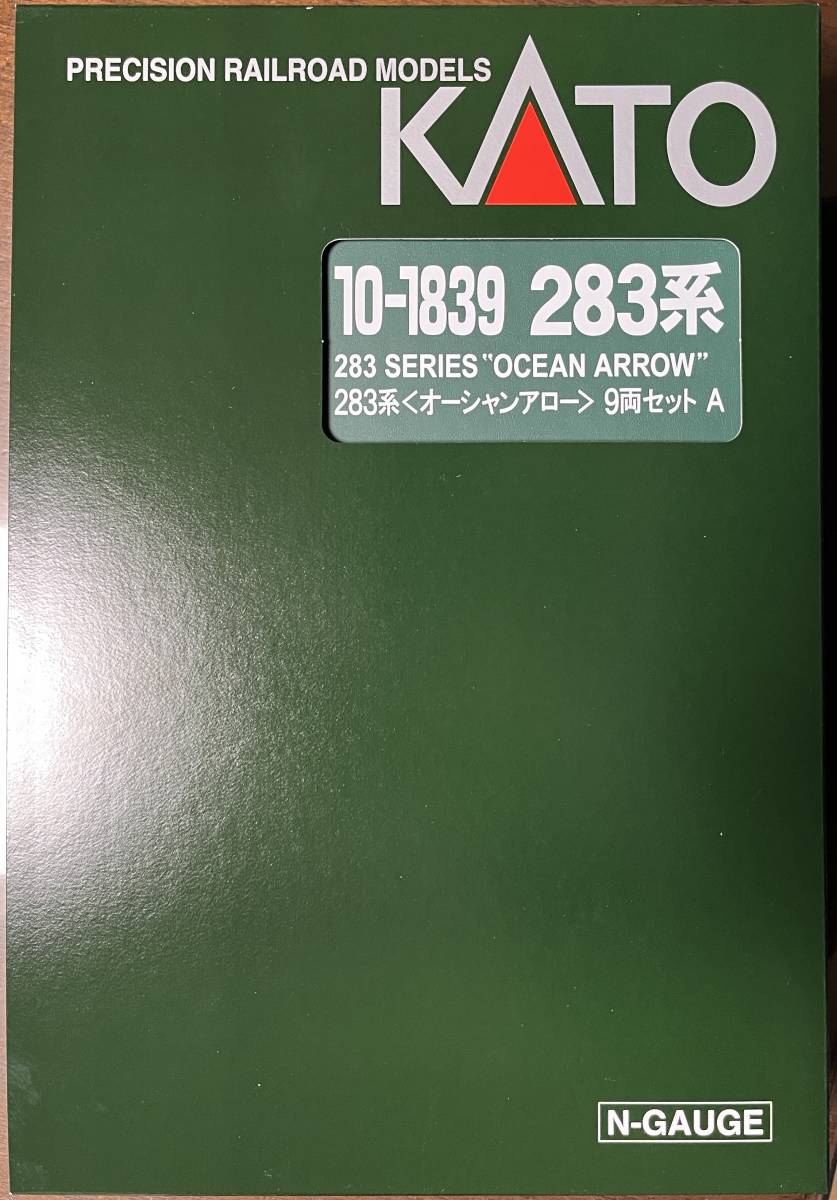 PRECISION RAILROAD MODELS
KATO
10-1839 283系
283 SERIES "OCEAN ARROW"
283系<オーシャンアロー> 9両セット A
N-GAUGE